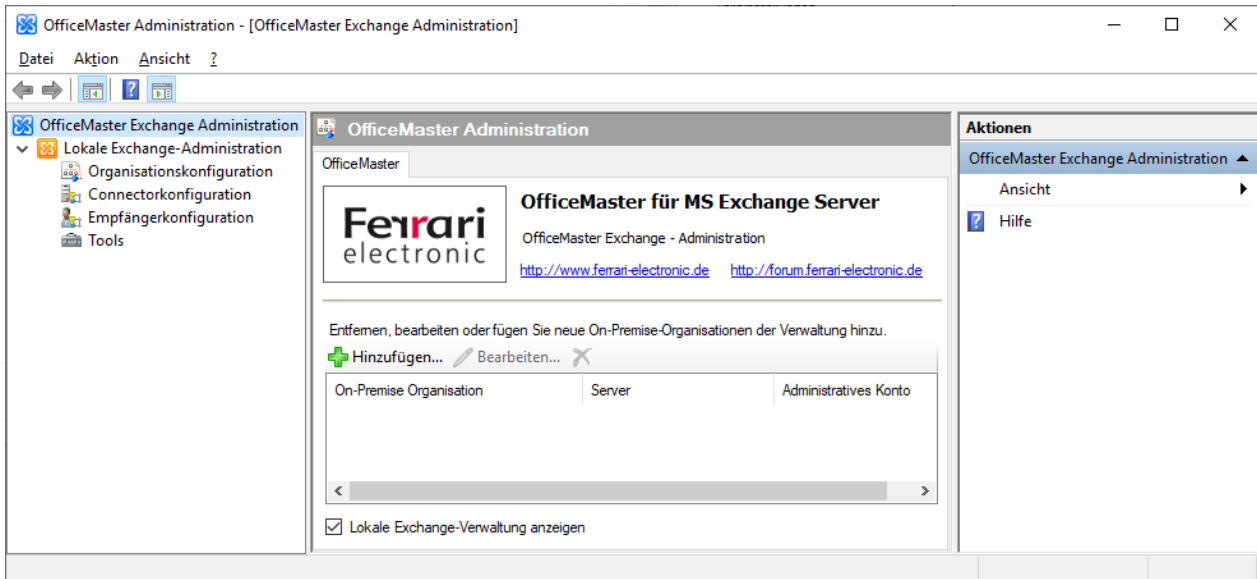 OfficeMaster Administration - [OfficeMaster Exchange Administration]
Datei Aktion Ansicht ?
OfficeMaster Exchange Administration
Lokale Exchange-Administration
Organisationskonfiguration
Connectorkonfiguration
Empfängerkonfiguration
Tools
OfficeMaster Administration
OfficeMaster
Ferrari
electronic
OfficeMaster für MS Exchange Server
OfficeMaster Exchange - Administration
http://www.ferrari-electronic.de http://forum.ferrari-electronic.de
Entfernen, bearbeiten oder fügen Sie neue On-Premise-Organisationen der Verwaltung hinzu.
Hinzufügen... Bearbeiten...
On-Premise Organisation Server Administratives Konto
Lokale Exchange-Verwaltung anzeigen
Aktionen
OfficeMaster Exchange Administration
Ansicht
Hilfe